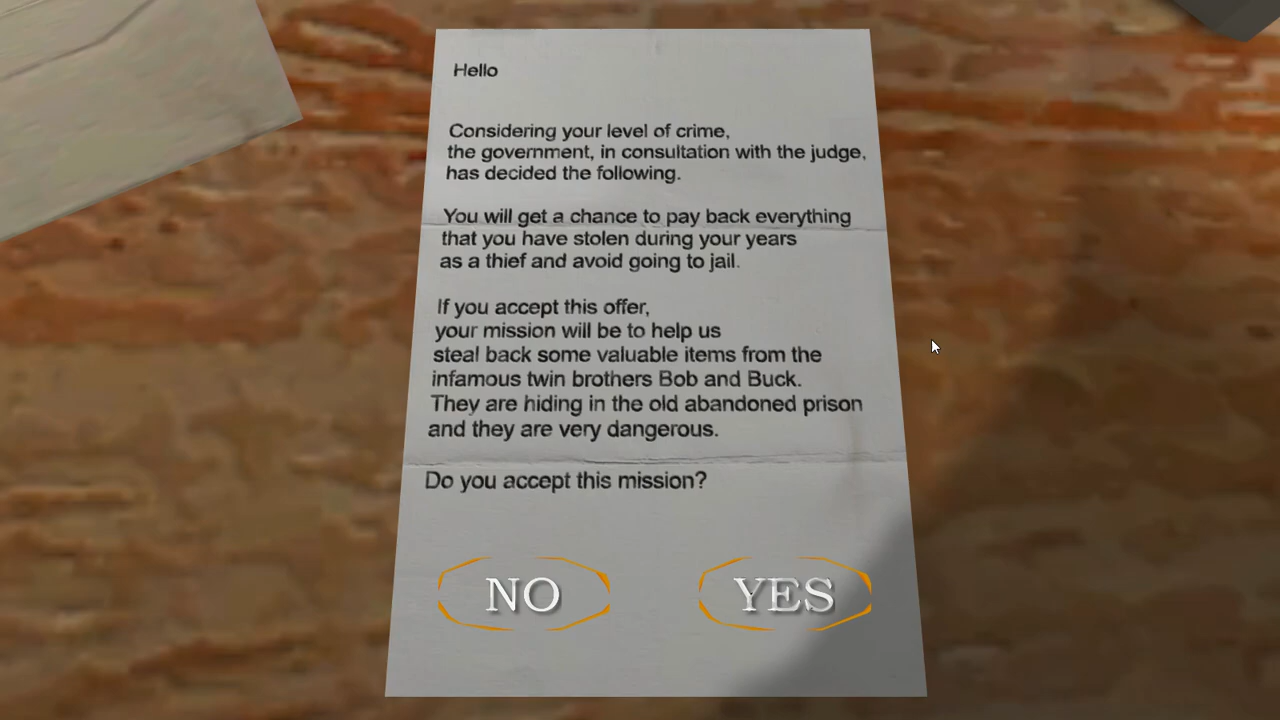 Hello
Considering your level of crime,
the government, in consultation with the judge,
has decided the following.
You will get a chance to pay back everything
that you have stolen during your years
as a thief and avoid going to jail.
If you accept this offer,
your mission will be to help us
steal back some valuable items from the
infamous twin brothers Bob and Buck.
They are hiding in the old abandoned prison
and they are very dangerous.
Do you accept this mission?
NO YES